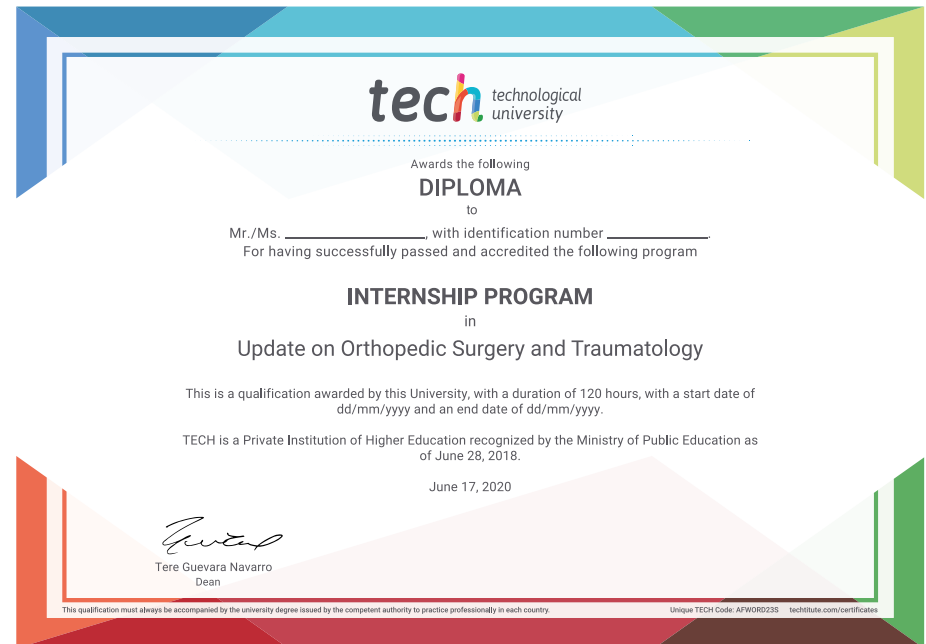 tech technological
university
Awards the following
DIPLOMA
to
Mr./Ms. ____________________, with identification number ______________.
For having successfully passed and accredited the following program
INTERNSHIP PROGRAM
in
Update on Orthopedic Surgery and Traumatology
This is a qualification awarded by this University, with a duration of 120 hours, with a start date of
dd/mm/yyyy and an end date of dd/mm/yyyy.
TECH is a Private Institution of Higher Education recognized by the Ministry of Public Education as
of June 28, 2018.
June 17, 2020
Tere Guevara Navarro
Dean
This qualification must always be accompanied by the university degree issued by the competent authority to practice professionally in each country. Unique TECH Code: AFWORD23S techtitute.com/certificates